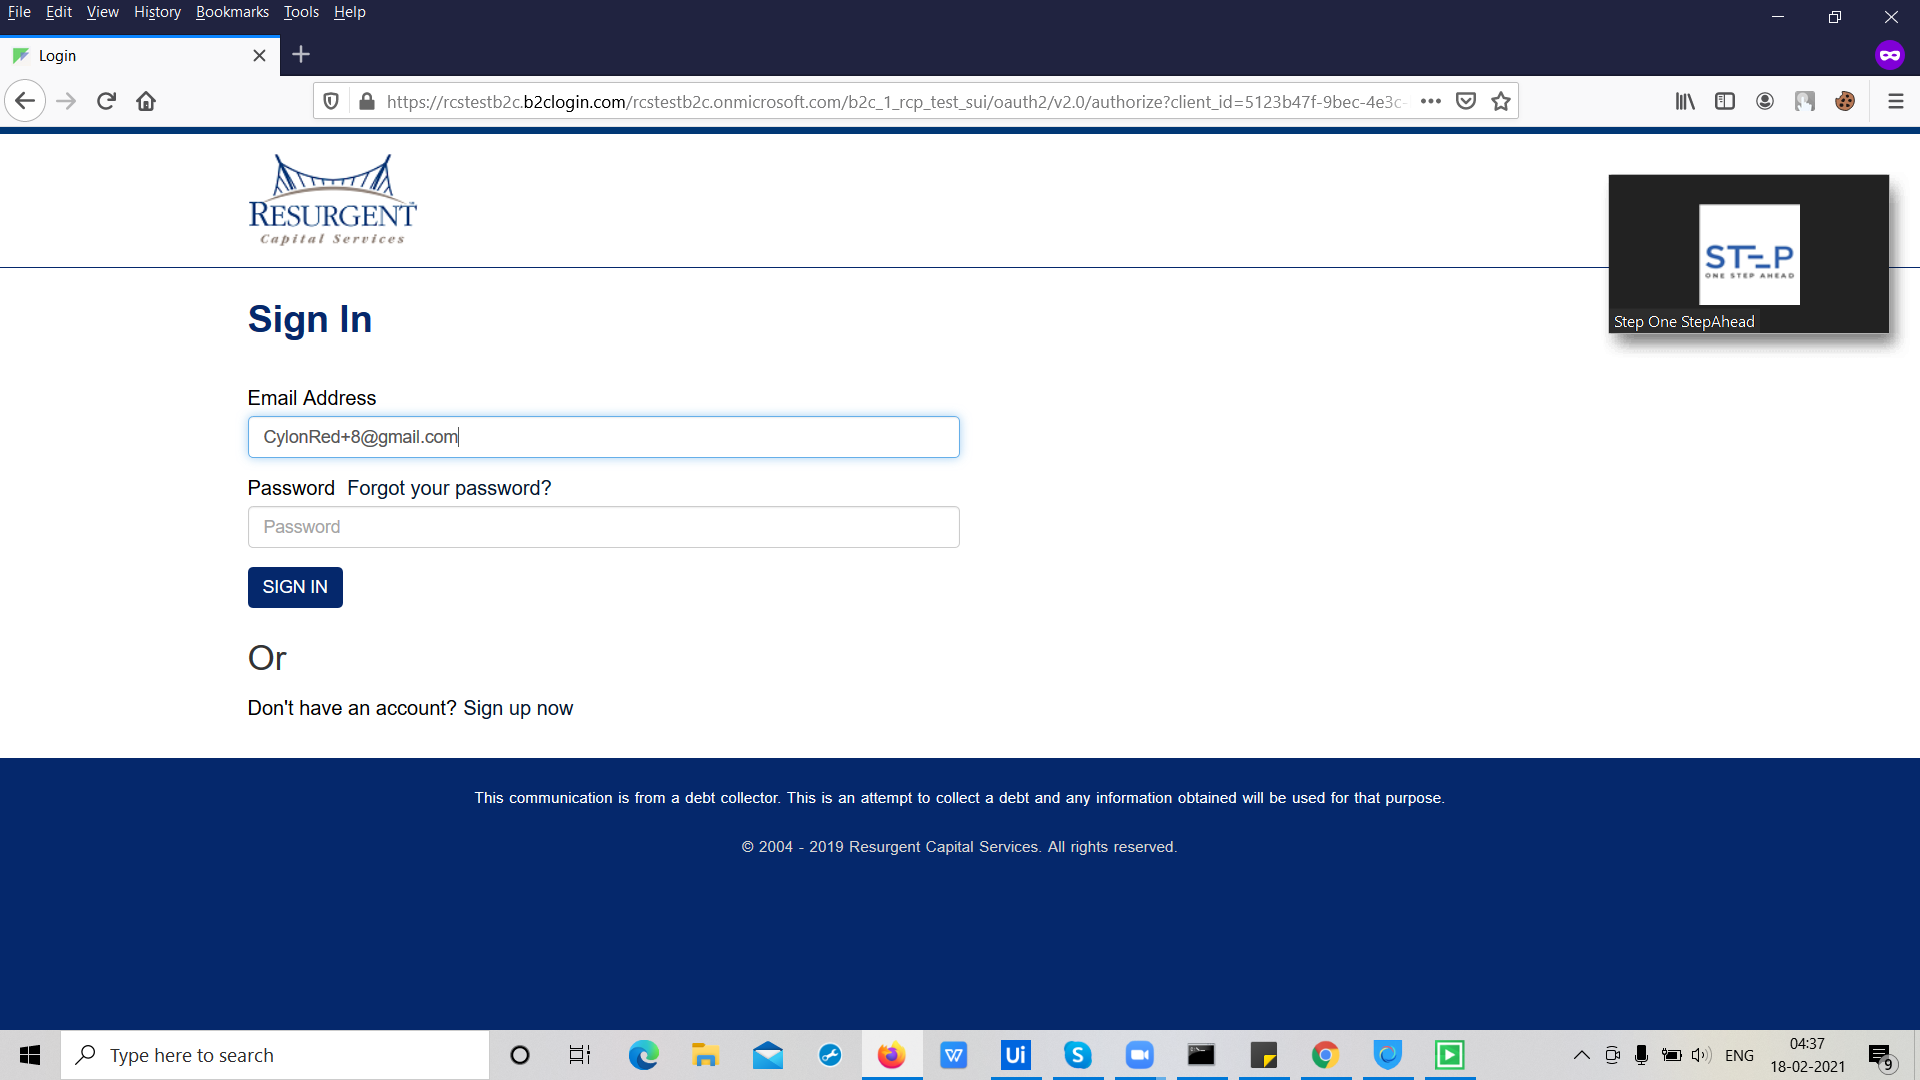 File Edit View History Bookmarks Tools Help
Login
https://rcstestb2c.b2clogin.com/rcstestb2c.onmicrosoft.com/b2c_1_rcp_test_sui/oauth2/v2.0/authorize?client_id=5123b47f-9bec-4e3c-
RESURGENT
Capital Services
STEP
ONE STEP AHEAD
Step One StepAhead
Sign In
Email Address
CylonRed+8@gmail.com
Password Forgot your password?
Password
SIGN IN
Or
Don't have an account? Sign up now
This communication is from a debt collector. This is an attempt to collect a debt and any information obtained will be used for that purpose.
© 2004 - 2019 Resurgent Capital Services. All rights reserved.
Type here to search
W
Ui
S
ENG
04:37
18-02-2021
9